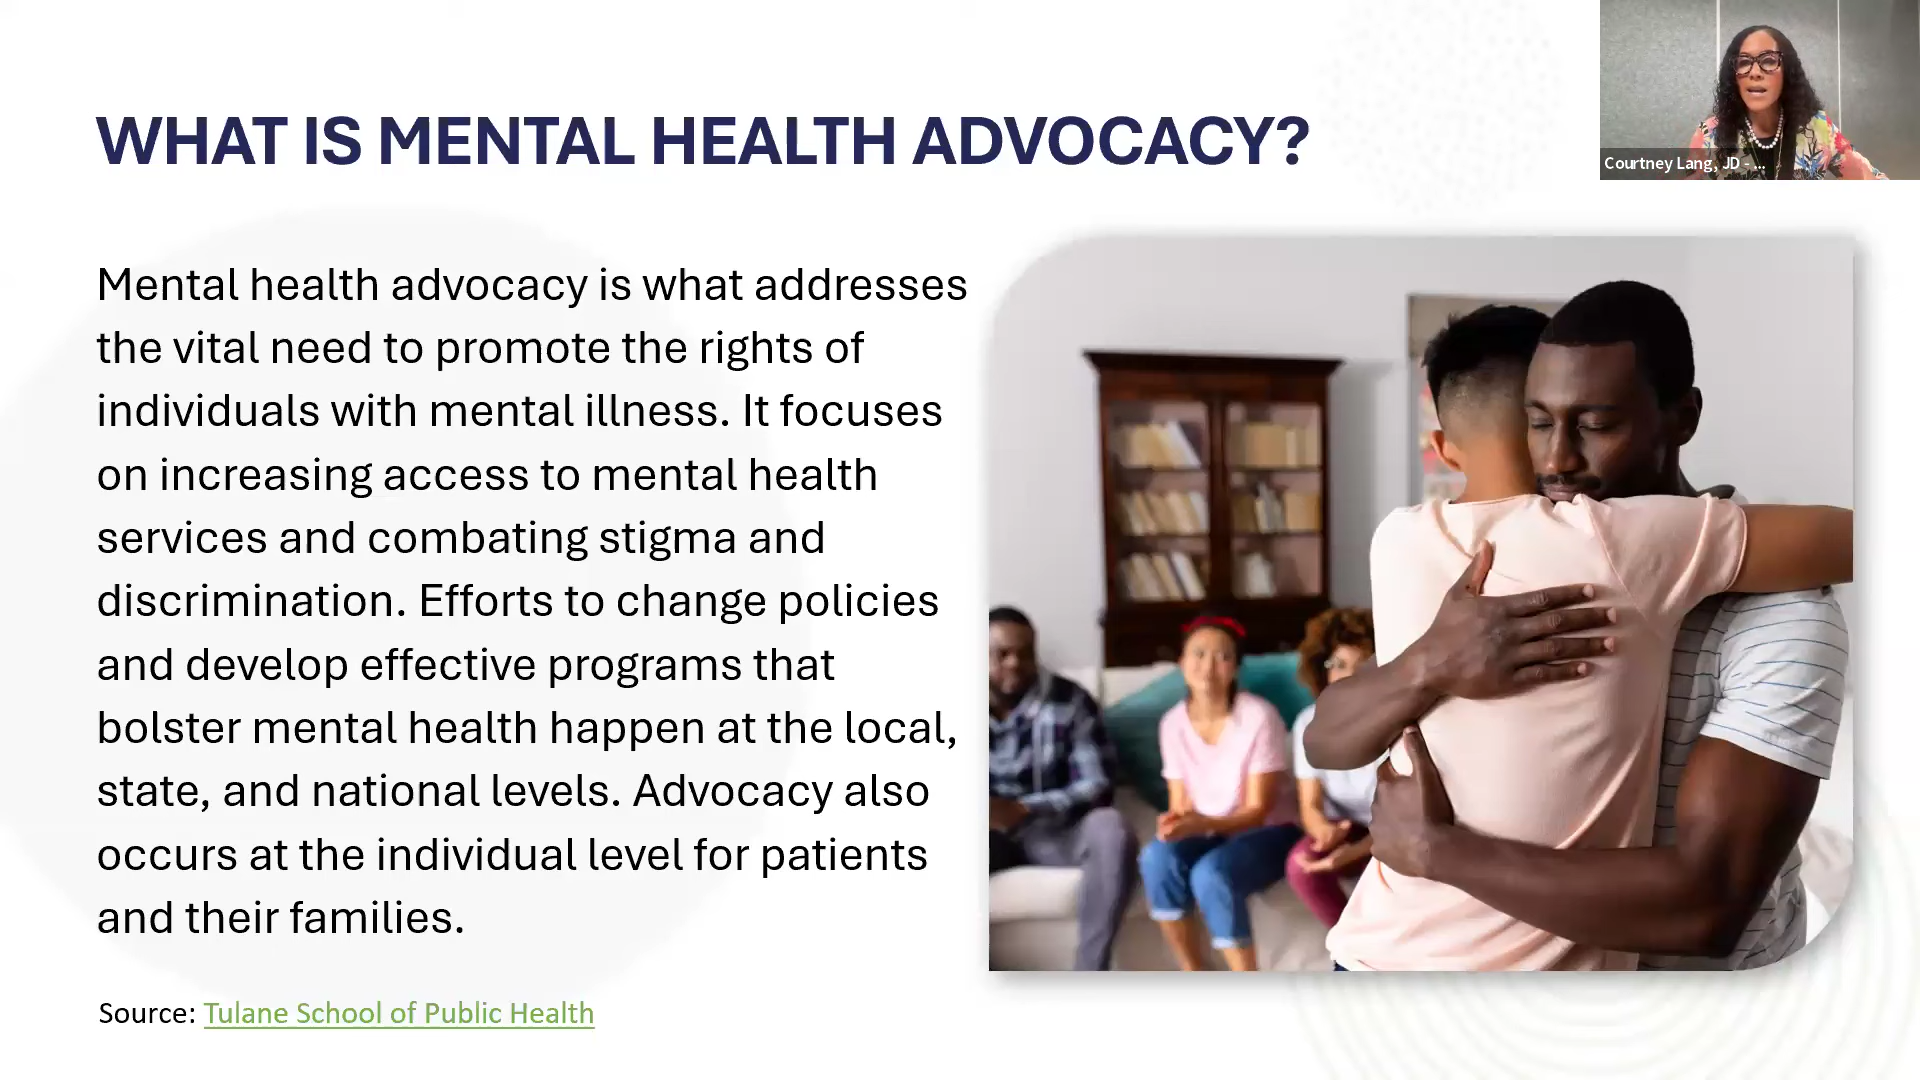 WHAT IS MENTAL HEALTH ADVOCACY?
Courtney Lang, JD - ...
Mental health advocacy is what addresses
the vital need to promote the rights of
individuals with mental illness. It focuses
on increasing access to mental health
services and combating stigma and
discrimination. Efforts to change policies
and develop effective programs that
bolster mental health happen at the local,
state, and national levels. Advocacy also
occurs at the individual level for patients
and their families.
Source: Tulane School of Public Health